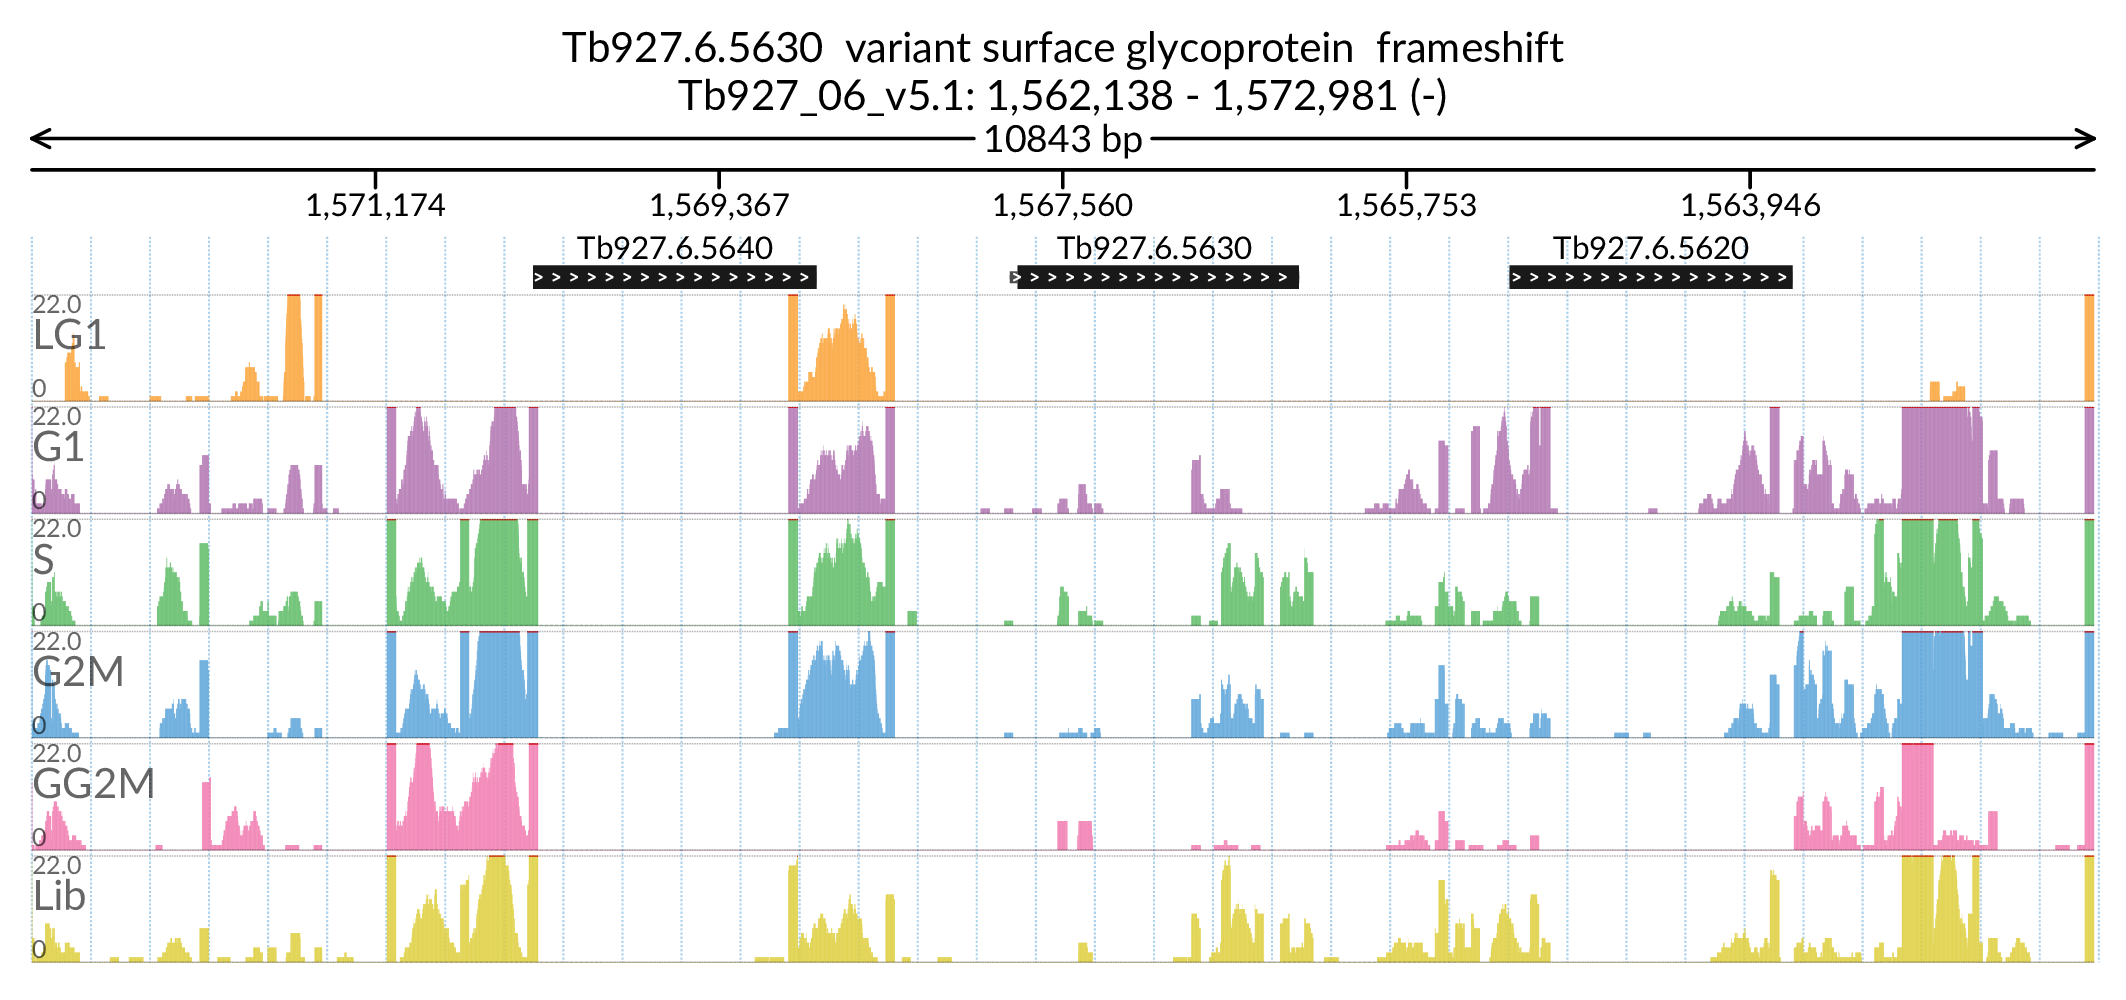 Tb927.6.5630  variant surface glycoprotein  frameshift
Tb927_06_v5.1: 1,562,138 - 1,572,981 (-)
10843 bp
1,571,174 1,569,367 1,567,560 1,565,753 1,563,946
Tb927.6.5640 Tb927.6.5630 Tb927.6.5620
22.0
LG1
0
22.0
G1
0
22.0
S
0
22.0
G2M
0
22.0
GG2M
0
22.0
Lib
0